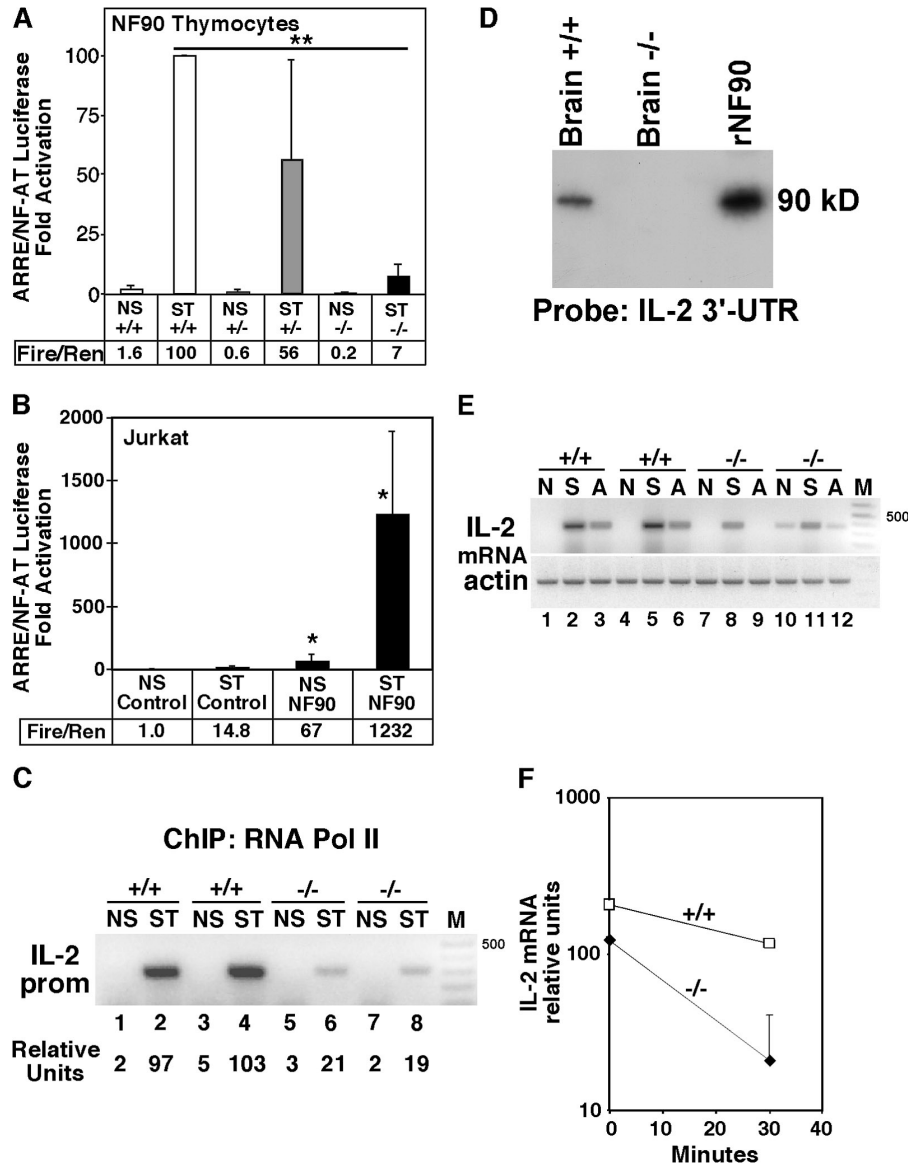 A
NF90 Thymocytes
**
ARRE/NF-AT Luciferase
Fold Activation
100
75
50
25
0
NS ST NS ST NS ST
+/+ +/+ +/- +/- -/- -/-
Fire/Ren 1.6 100 0.6 56 0.2 7
B
Jurkat
ARRE/NF-AT Luciferase
Fold Activation
2000
1500
1000
500
0
*
*
NS ST NS ST
Control Control NF90 NF90
Fire/Ren 1.0 14.8 67 1232
C
ChIP: RNA Pol II
+/+ +/+ -/- -/-
NS ST NS ST NS ST NS ST M
IL-2
prom
500
1 2 3 4 5 6 7 8
Relative
Units
2 97 5 103 3 21 2 19
D
Brain +/+
Brain -/-
rNF90
90 kD
Probe: IL-2 3'-UTR
E
+/+ +/+ -/- -/-
N S A N S A N S A N S A M
IL-2
mRNA
500
actin
1 2 3 4 5 6 7 8 9 10 11 12
F
IL-2 mRNA
relative units
1000
100
10
+/+
-/-
0 10 20 30 40
Minutes